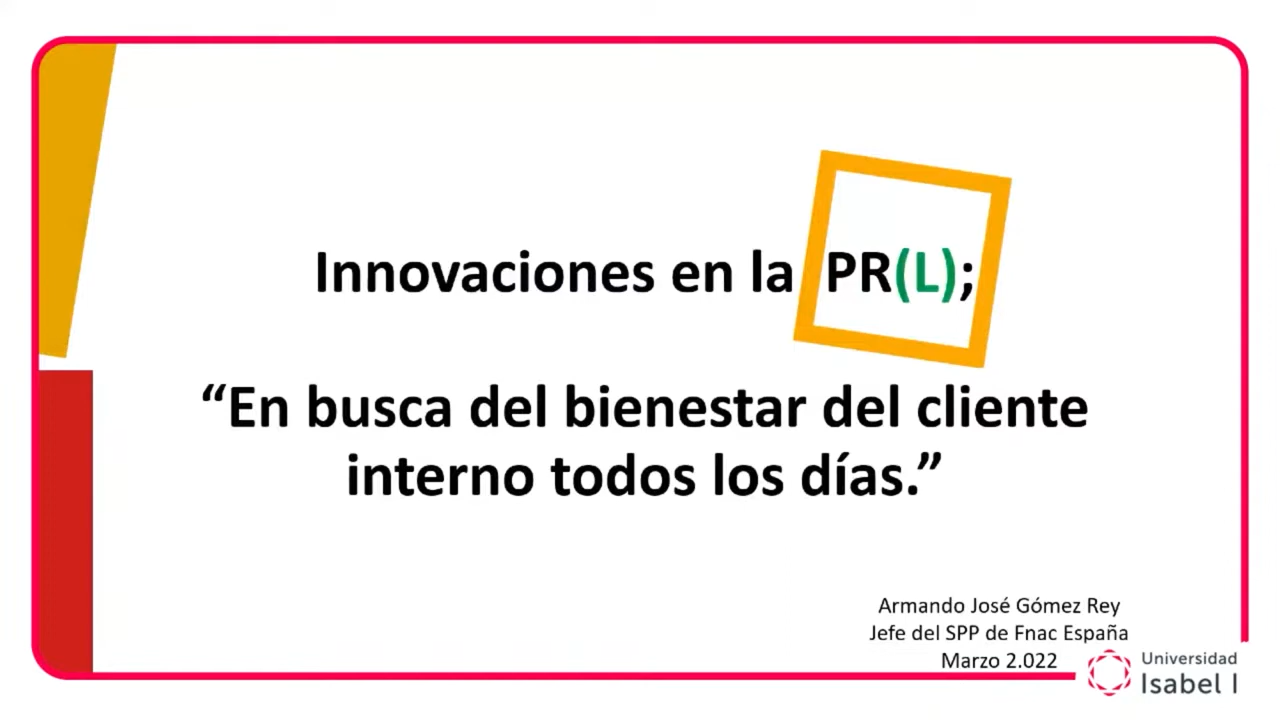 Innovaciones en la PR(L);
“En busca del bienestar del cliente
interno todos los días.”
Armando José Gómez Rey
Jefe del SPP de Fnac España
Marzo 2.022
Universidad
Isabel I